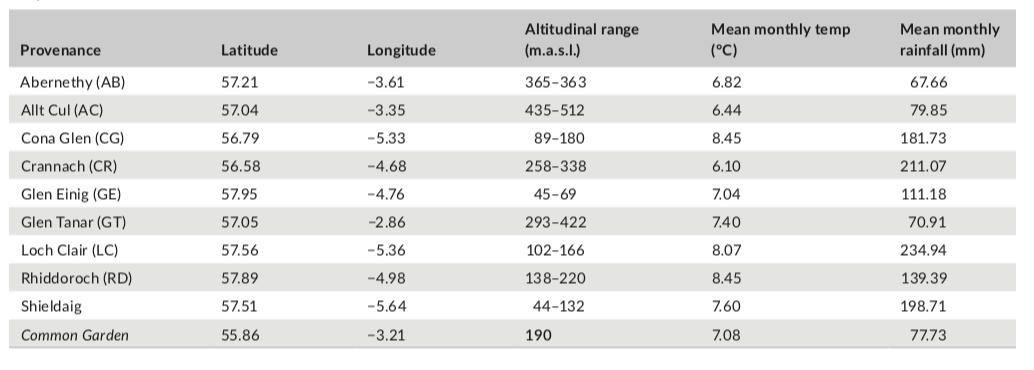 Provenance Latitude Longitude Altitudinal range (m.a.s.l.) Mean monthly temp (°C) Mean monthly rainfall (mm)
Abernethy (AB) 57.21 −3.61 365–363 6.82 67.66
Allt Cul (AC) 57.04 −3.35 435–512 6.44 79.85
Cona Glen (CG) 56.79 −5.33 89–180 8.45 181.73
Crannach (CR) 56.58 −4.68 258–338 6.10 211.07
Glen Einig (GE) 57.95 −4.76 45–69 7.04 111.18
Glen Tanar (GT) 57.05 −2.86 293–422 7.40 70.91
Loch Clair (LC) 57.56 −5.36 102–166 8.07 234.94
Rhiddoroch (RD) 57.89 −4.98 138–220 8.45 139.39
Shieldaig 57.51 −5.64 44–132 7.60 198.71
Common Garden 55.86 −3.21 190 7.08 77.73